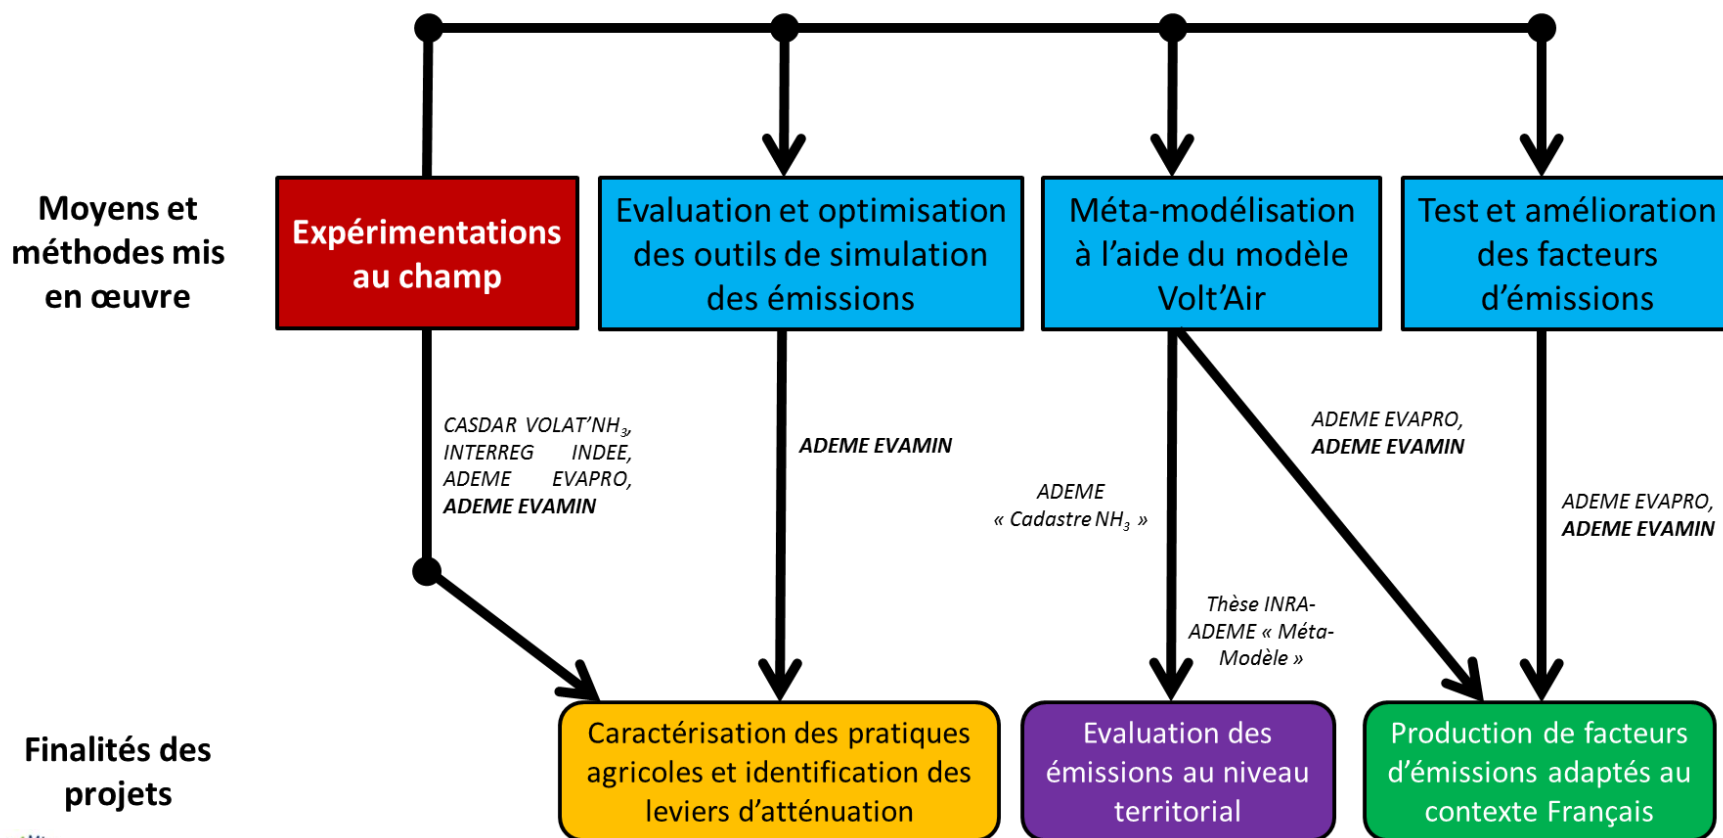 Moyens et
méthodes mis
en œuvre
Expérimentations
au champ
Evaluation et optimisation
des outils de simulation
des émissions
Méta-modélisation
à l’aide du modèle
Volt’Air
Test et amélioration
des facteurs
d’émissions
CASDAR VOLAT’NH₃,
INTERREG INDEE,
ADEME EVAPRO,
ADEME EVAMIN
ADEME EVAMIN
ADEME
« Cadastre NH₃ »
Thèse INRA-
ADEME « Méta-
Modèle »
ADEME EVAPRO,
ADEME EVAMIN
ADEME EVAPRO,
ADEME EVAMIN
Finalités des
projets
Caractérisation des pratiques
agricoles et identification des
leviers d’atténuation
Evaluation des
émissions au niveau
territorial
Production de facteurs
d’émissions adaptés au
contexte Français